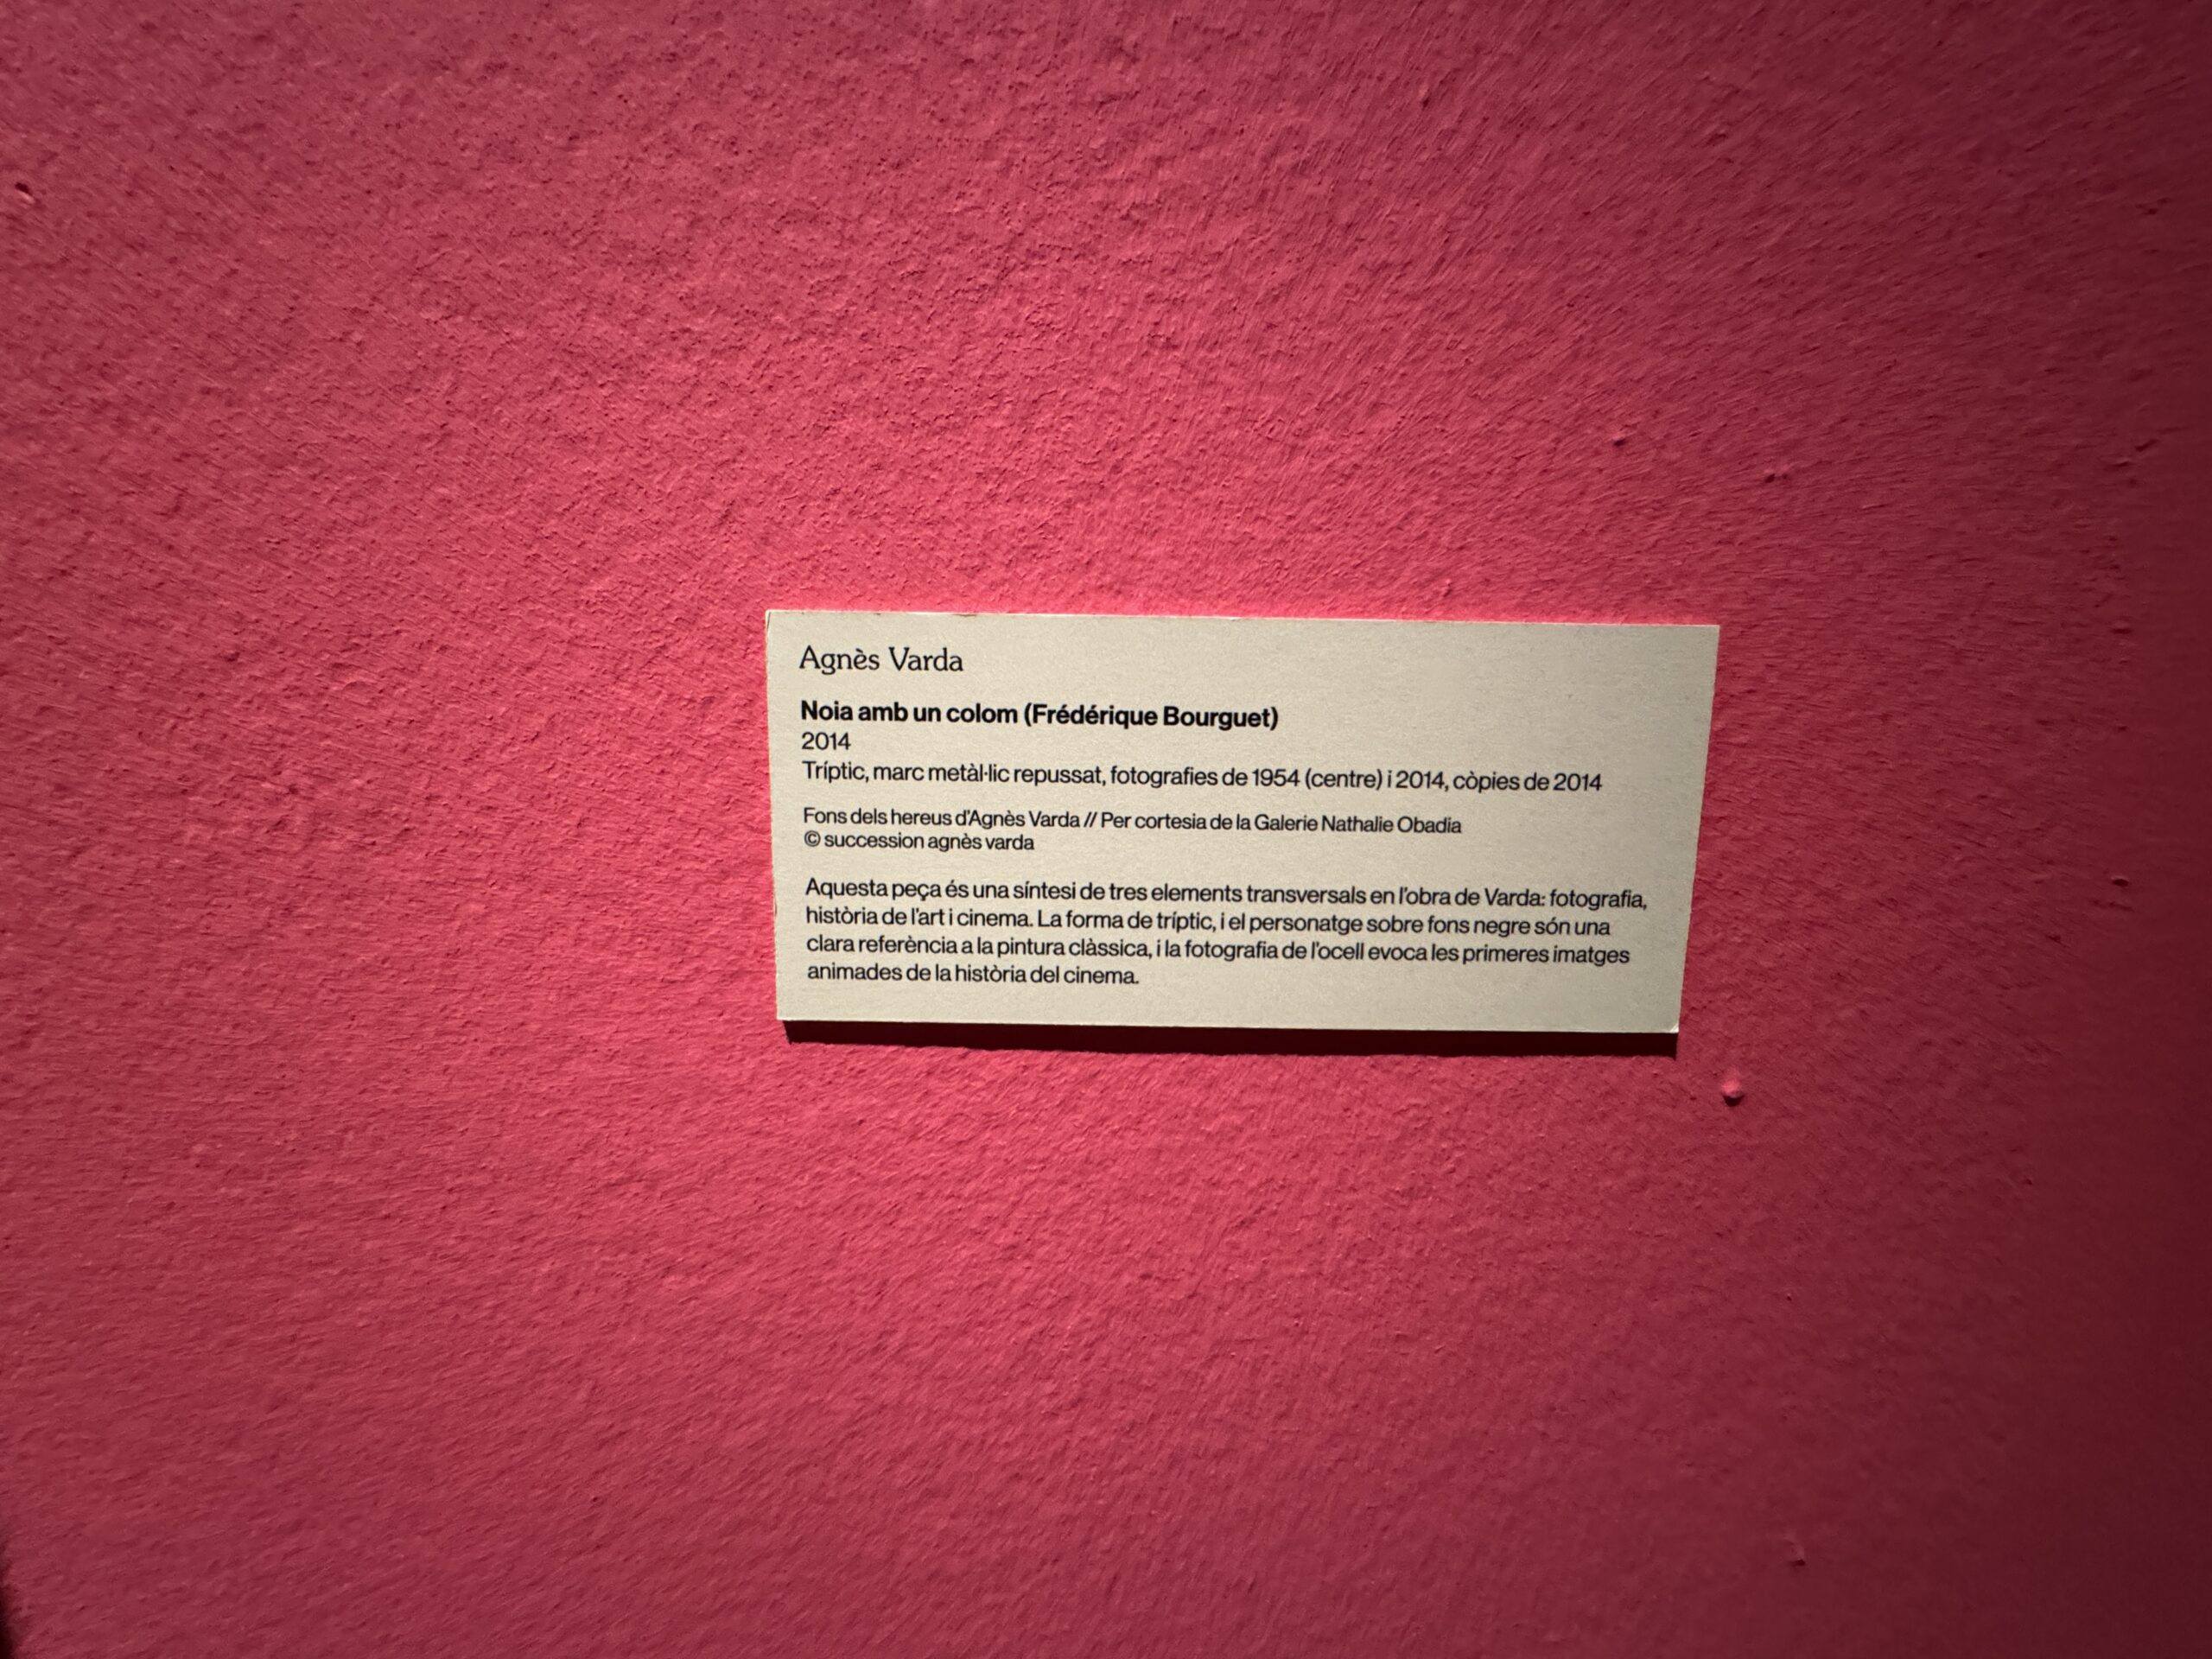 Agnès Varda
Noia amb un colom (Frédérique Bourguet)
2014
Tríptic, marc metàl·lic repussat, fotografies de 1954 (centre) i 2014, còpies de 2014
Fons dels hereus d'Agnès Varda // Per cortesia de la Galerie Nathalie Obadia
© succession agnès varda
Aquesta peça és una síntesi de tres elements transversals en l'obra de Varda: fotografia,
història de l'art i cinema. La forma de tríptic, i el personatge sobre fons negre són una
clara referència a la pintura clàssica, i la fotografia de l'ocell evoca les primeres imatges
animades de la història del cinema.